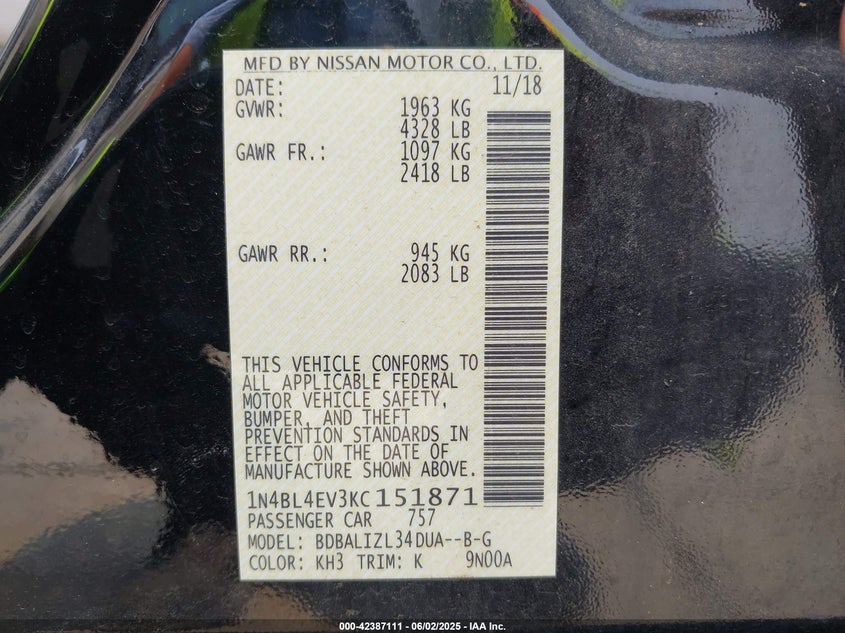 MFD BY NISSAN MOTOR CO., LTD.
DATE: 11/18
GVWR: 1963 KG
4328 LB
GAWR FR.: 1097 KG
2418 LB
GAWR RR.: 945 KG
2083 LB
THIS VEHICLE CONFORMS TO
ALL APPLICABLE FEDERAL
MOTOR VEHICLE SAFETY,
BUMPER, AND THEFT
PREVENTION STANDARDS IN
EFFECT ON THE DATE OF
MANUFACTURE SHOWN ABOVE.
1N4BL4EV3KC151871
PASSENGER CAR 757
MODEL: BDBALIZL34DUA--B-G
COLOR: KH3 TRIM: K 9N00A
000-42387111 - 06/02/2025 - IAA Inc.